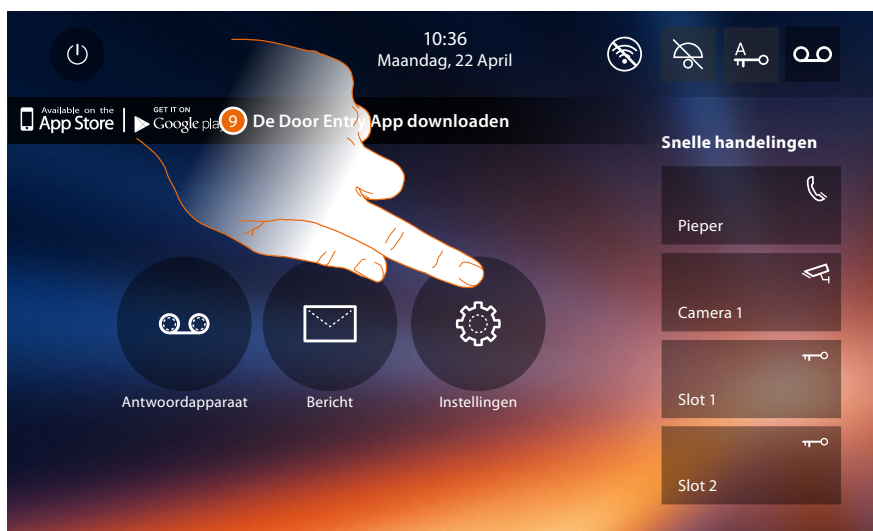 10:36
Maandag, 22 April
A
Available on the
App Store
GET IT ON
Google pla
9 De Door Entry App downloaden
Snelle handelingen
Pieper
Camera 1
Slot 1
Slot 2
Antwoordapparaat
Bericht
Instellingen